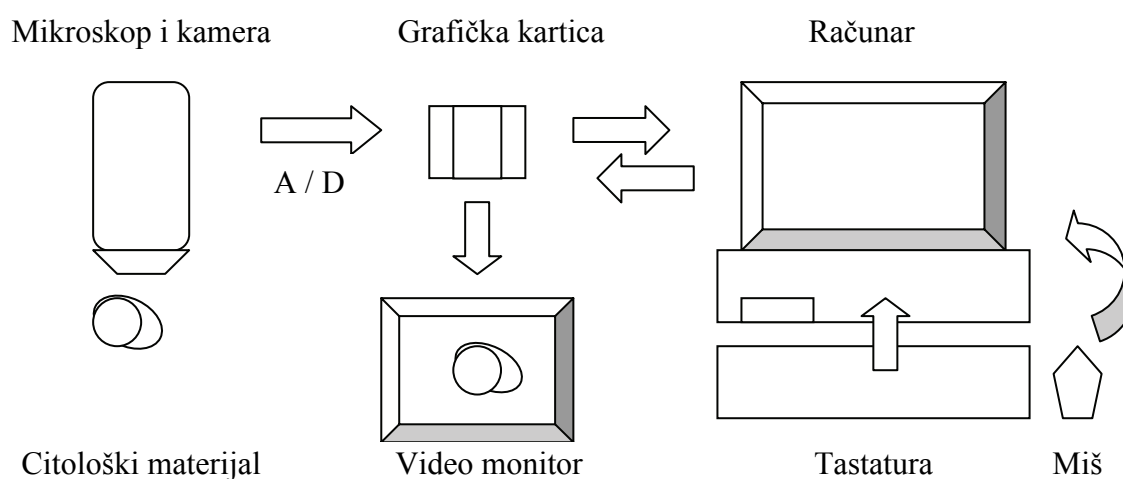 Mikroskop i kamera
Grafička kartica
Računar
A / D
Citološki materijal
Video monitor
Tastatura
Miš